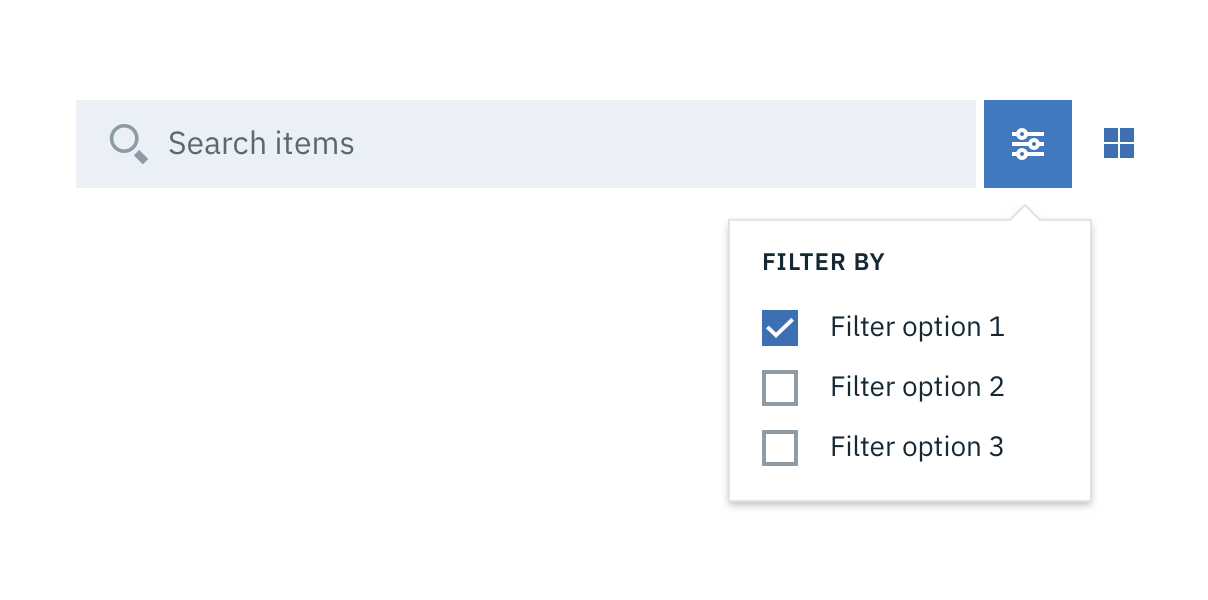 Search items
FILTER BY
Filter option 1
Filter option 2
Filter option 3